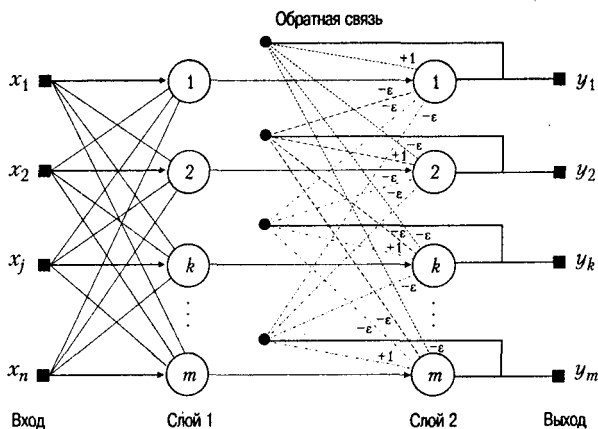 Обратная связь
x1 1 +1 1 y1
-ε
-ε
-ε
x2 2 +1 -ε 2 y2
-ε
-ε
-ε -ε
xj k +1 k yk
-ε
-ε
-ε
xn m +1 -ε m ym
Вход Слой 1 Слой 2 Выход